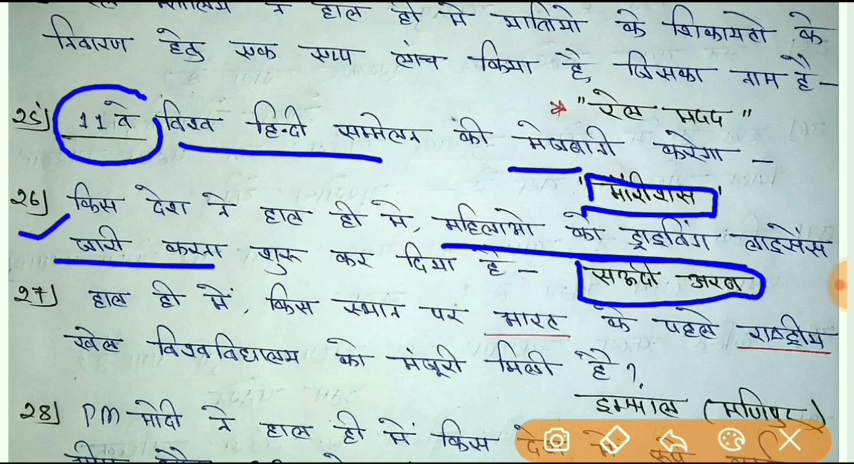 हाल ही में यात्रियो के शिकायतो के
निवारण हेतु एक एप्प लांच किया है, जिसका नाम है –
* "रेल मदद"
25) 11 वे विश्व हिन्दी सम्मेलन की मेजबानी करेगा –
"मॉरीशस"
26) किस देश ने हाल ही मे, महिलाओ को ड्राइविंग लाइसेंस
जारी करना शुरू कर दिया है – सऊदी अरब
27) हाल ही में, किस स्थान पर भारत के पहले राष्ट्रीय
खेल विश्वविद्यालय को मंजूरी मिली है?
इम्फाल (मणिपुर)
28) PM मोदी ने हाल ही में किस